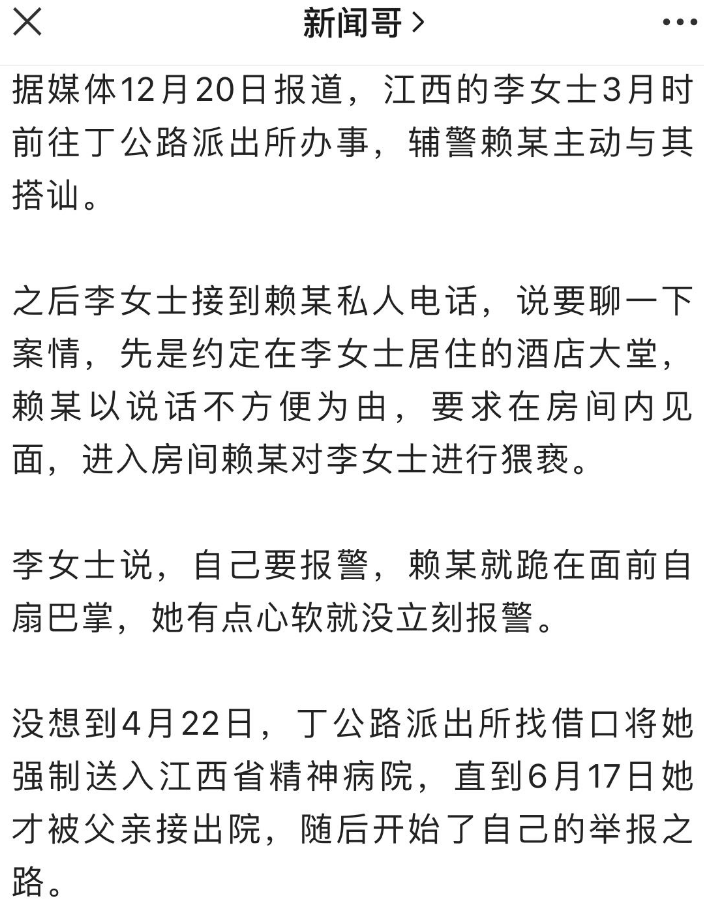 新闻哥
据媒体12月20日报道，江西的李女士3月时
前往丁公路派出所办事，辅警赖某主动与其
搭讪。
之后李女士接到赖某私人电话，说要聊一下
案情，先是约定在李女士居住的酒店大堂，
赖某以说话不方便为由，要求在房间内见
面，进入房间赖某对李女士进行猥亵。
李女士说，自己要报警，赖某就跪在面前自
扇巴掌，她有点心软就没立刻报警。
没想到4月22日，丁公路派出所找借口将她
强制送入江西省精神病院，直到6月17日她
才被父亲接出院，随后开始了自己的举报之
路。